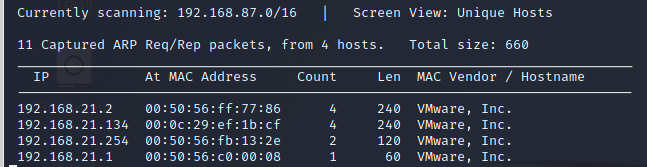 Currently scanning: 192.168.87.0/16   |   Screen View: Unique Hosts
11 Captured ARP Req/Rep packets, from 4 hosts.   Total size: 660
IP            At MAC Address     Count     Len  MAC Vendor / Hostname
192.168.21.2    00:50:56:ff:77:86      4     240  VMware, Inc.
192.168.21.134  00:0c:29:ef:1b:cf      4     240  VMware, Inc.
192.168.21.254  00:50:56:fb:13:2e      2     120  VMware, Inc.
192.168.21.1    00:50:56:c0:00:08      1      60  VMware, Inc.